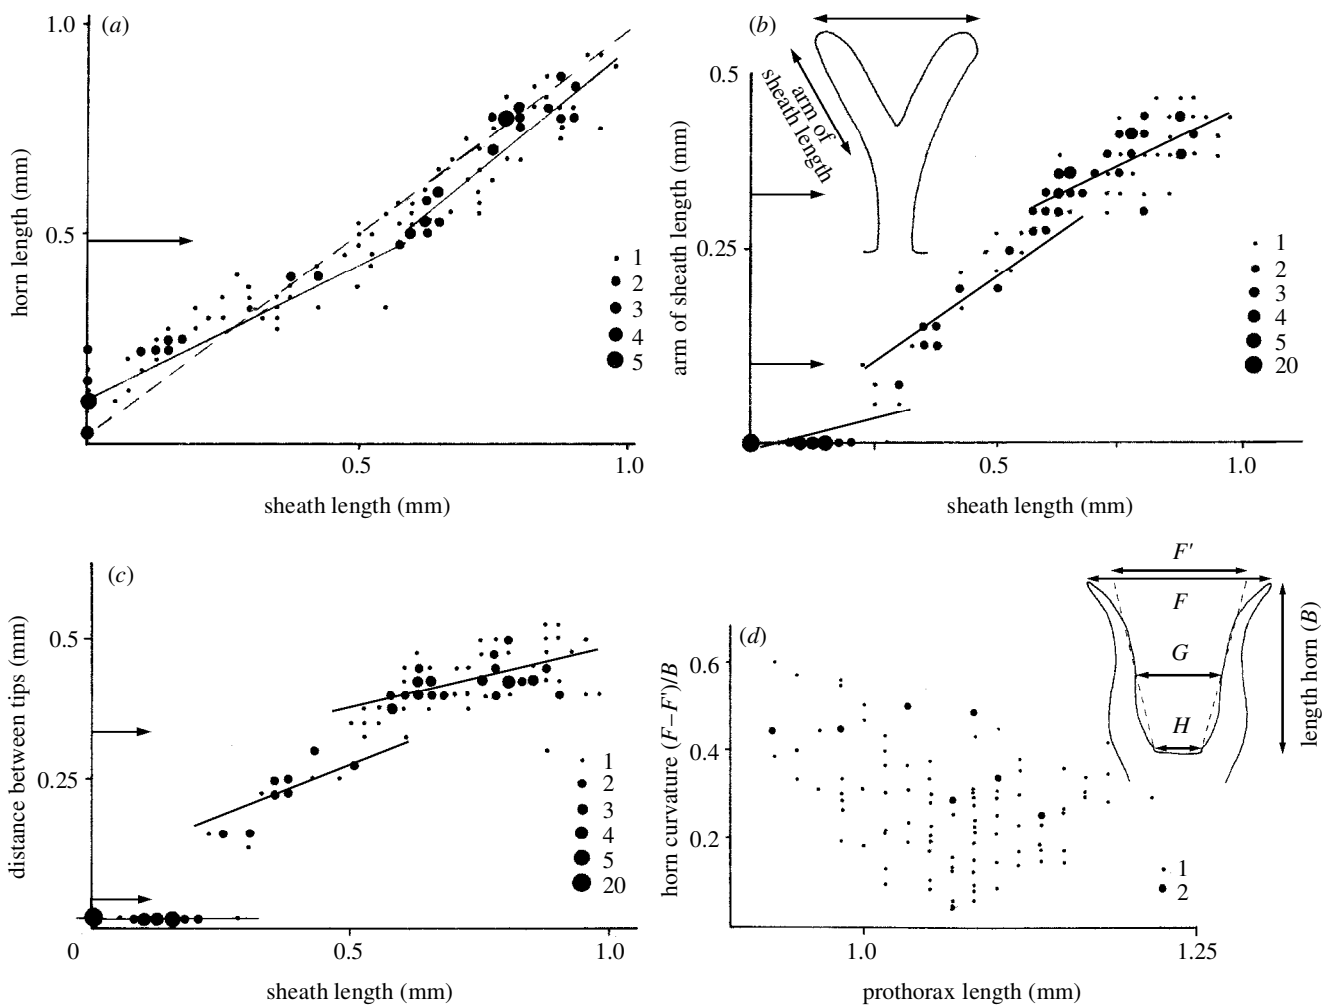 (a)
1.0
0.5
horn length (mm)
1
2
3
4
5
0.5
1.0
sheath length (mm)
(b)
0.5
0.25
arm of sheath length (mm)
arm of
sheath length
1
2
3
4
5
20
0.5
1.0
sheath length (mm)
(c)
0.5
0.25
distance between tips (mm)
1
2
3
4
5
20
0
0.5
1.0
sheath length (mm)
(d)
0.6
0.4
0.2
horn curvature (F–F')/B
F'
F
G
H
length horn (B)
1
2
1.0
1.25
prothorax length (mm)